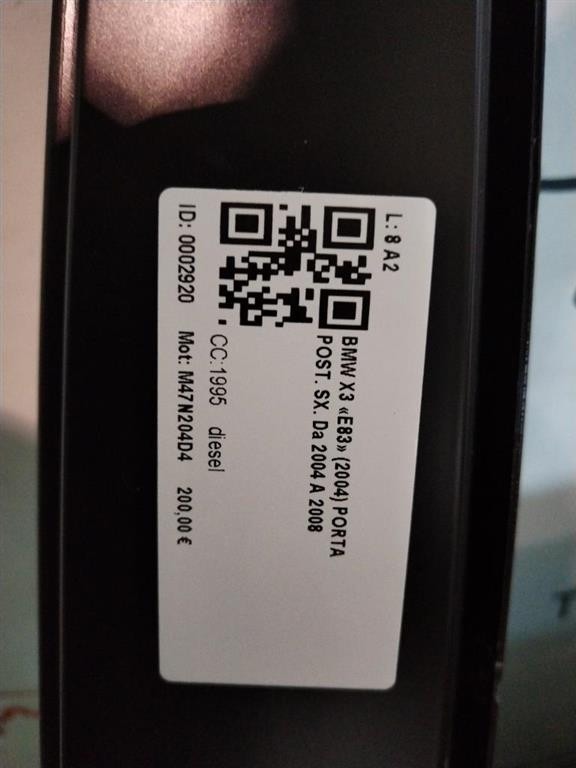 L: 8 A2
BMW X3 «E83» (2004) PORTA
POST. SX. Da 2004 A 2008
CC:1995 diesel
ID: 0002920 Mot: M47N204D4 200,00 €
T